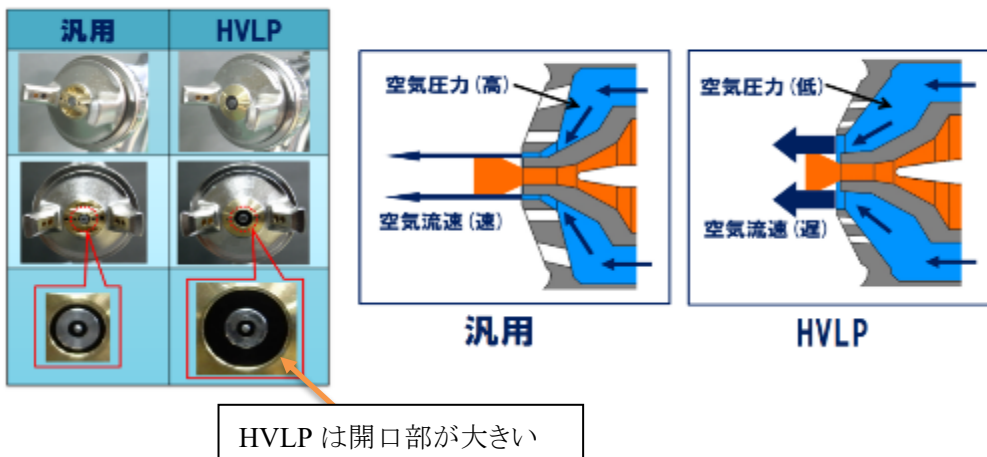 汎用
HVLP
空気圧力(高)
空気流速(速)
汎用
空気圧力(低)
空気流速(遅)
HVLP
HVLP は開口部が大きい